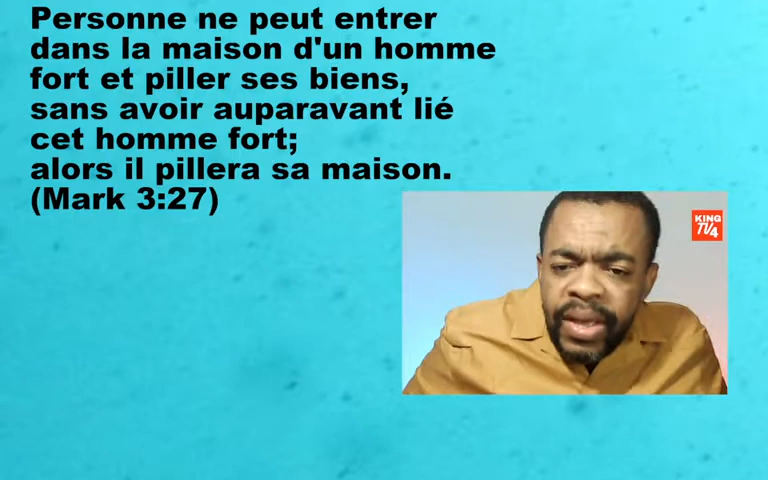 Personne ne peut entrer
dans la maison d'un homme
fort et piller ses biens,
sans avoir auparavant lié
cet homme fort;
alors il pillera sa maison.
(Mark 3:27)
KING
TV4